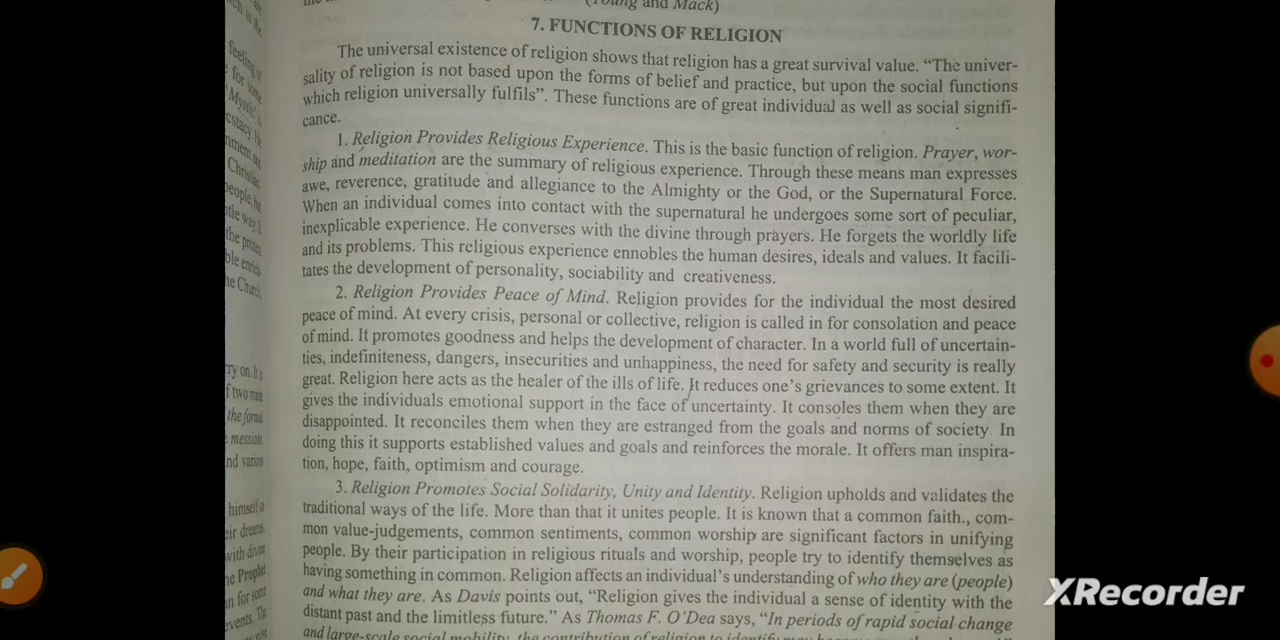 (Young and Mack)
7. FUNCTIONS OF RELIGION
The universal existence of religion shows that religion has a great survival value. “The univer-
sality of religion is not based upon the forms of belief and practice, but upon the social functions
which religion universally fulfils”. These functions are of great individual as well as social signifi-
cance.
1. Religion Provides Religious Experience. This is the basic function of religion. Prayer, wor-
ship and meditation are the summary of religious experience. Through these means man expresses
awe, reverence, gratitude and allegiance to the Almighty or the God, or the Supernatural Force.
When an individual comes into contact with the supernatural he undergoes some sort of peculiar,
inexplicable experience. He converses with the divine through prayers. He forgets the worldly life
and its problems. This religious experience ennobles the human desires, ideals and values. It facili-
tates the development of personality, sociability and creativeness.
2. Religion Provides Peace of Mind. Religion provides for the individual the most desired
peace of mind. At every crisis, personal or collective, religion is called in for consolation and peace
of mind. It promotes goodness and helps the development of character. In a world full of uncertain-
ties, indefiniteness, dangers, insecurities and unhappiness, the need for safety and security is really
great. Religion here acts as the healer of the ills of life. It reduces one’s grievances to some extent. It
gives the individuals emotional support in the face of uncertainty. It consoles them when they are
disappointed. It reconciles them when they are estranged from the goals and norms of society. In
doing this it supports established values and goals and reinforces the morale. It offers man inspira-
tion, hope, faith, optimism and courage.
3. Religion Promotes Social Solidarity, Unity and Identity. Religion upholds and validates the
traditional ways of the life. More than that it unites people. It is known that a common faith., com-
mon value-judgements, common sentiments, common worship are significant factors in unifying
people. By their participation in religious rituals and worship, people try to identify themselves as
having something in common. Religion affects an individual’s understanding of who they are (people)
and what they are. As Davis points out, “Religion gives the individual a sense of identity with the
distant past and the limitless future.” As Thomas F. O’Dea says, “In periods of rapid social change
and large-scale social mobility, the contribution of religion to identity may
XRecorder